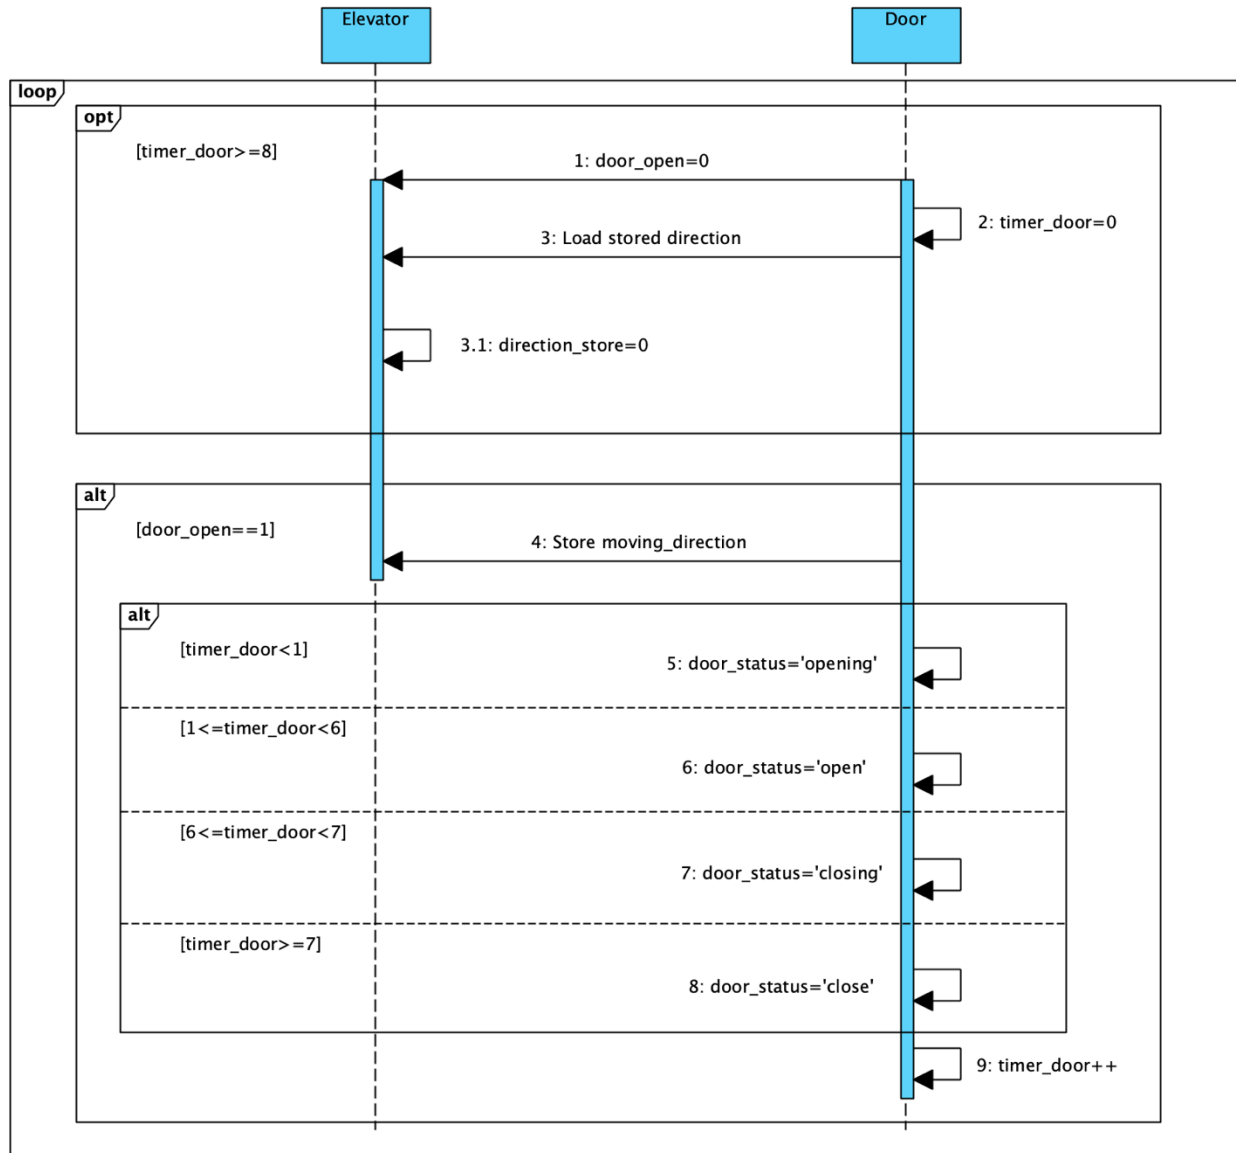 Elevator
Door
loop
opt
[timer_door>=8]
1: door_open=0
2: timer_door=0
3: Load stored direction
3.1: direction_store=0
alt
[door_open==1]
4: Store moving_direction
alt
[timer_door<1]
5: door_status='opening'
[1<=timer_door<6]
6: door_status='open'
[6<=timer_door<7]
7: door_status='closing'
[timer_door>=7]
8: door_status='close'
9: timer_door++